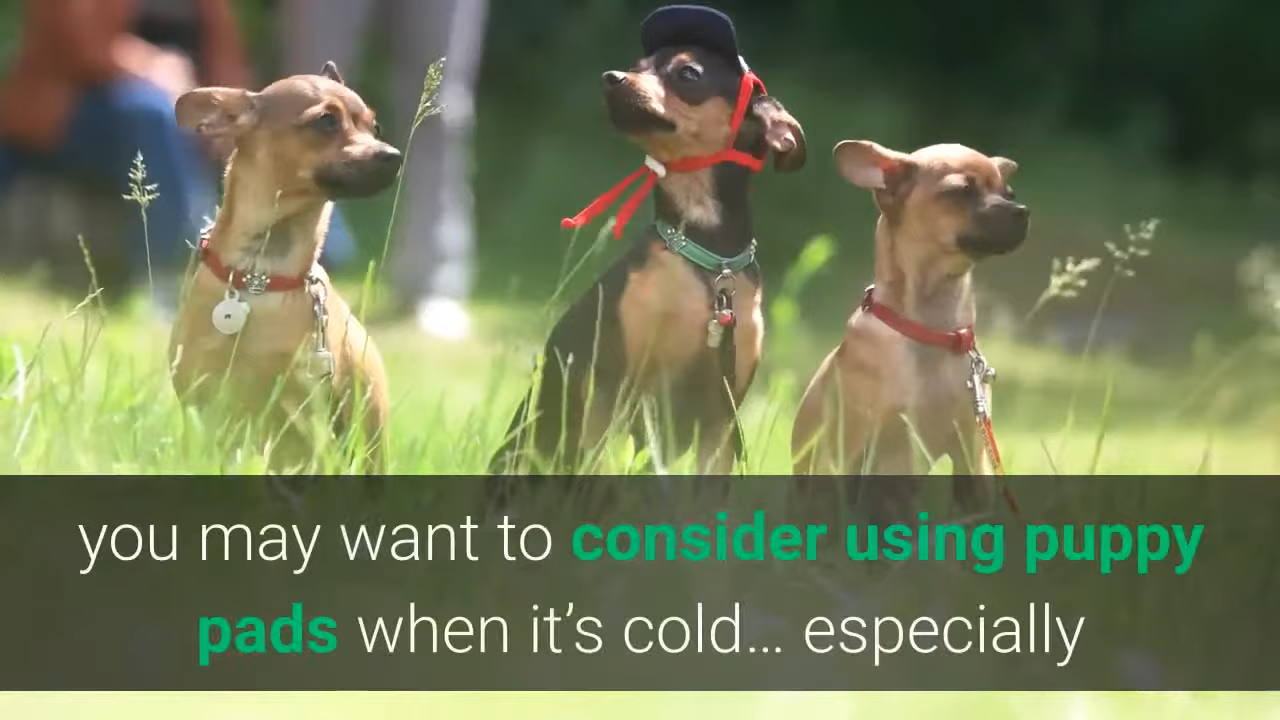 you may want to consider using puppy
pads when it’s cold... especially